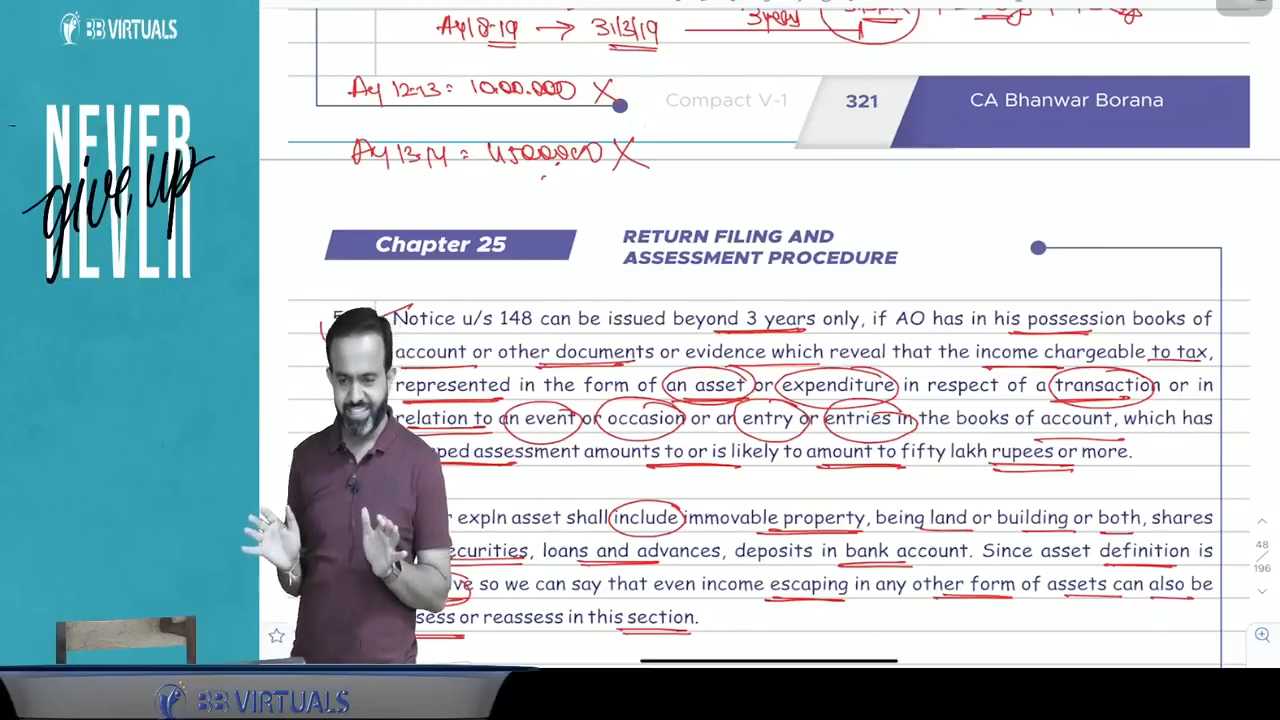 BB VIRTUALS
NEVER
give up
NEVER
Ay 18-19 → 31/3/19
3 years
Ay 12-13 = 10,00,000 X
Compact V-1 321 CA Bhanwar Borana
Ay 13-14 = 4500000 X
Chapter 25
RETURN FILING AND
ASSESSMENT PROCEDURE
Notice u/s 148 can be issued beyond 3 years only, if AO has in his possession books of
account or other documents or evidence which reveal that the income chargeable to tax,
represented in the form of an asset or expenditure in respect of a transaction or in
relation to an event or occasion or an entry or entries in the books of account, which has
ped assessment amounts to or is likely to amount to fifty lakh rupees or more.
expln asset shall include immovable property, being land or building or both, shares
ecurities, loans and advances, deposits in bank account. Since asset definition is
ve so we can say that even income escaping in any other form of assets can also be
sess or reassess in this section.
48
196
BB VIRTUALS